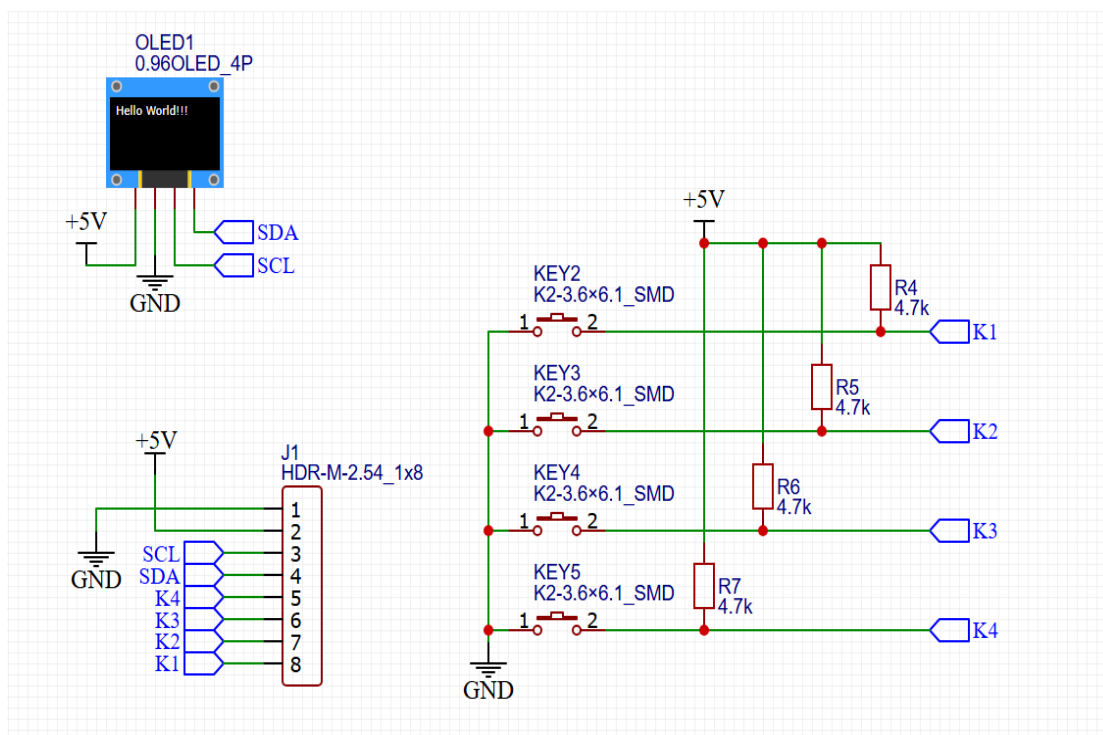 OLED1
0.96OLED_4P
Hello World!!!
+5V
SDA
SCL
GND
+5V
KEY2
K2-3.6×6.1_SMD
1 2
R4
4.7k
K1
KEY3
K2-3.6×6.1_SMD
1 2
R5
4.7k
K2
KEY4
K2-3.6×6.1_SMD
1 2
R6
4.7k
K3
KEY5
K2-3.6×6.1_SMD
1 2
R7
4.7k
K4
GND
+5V
J1
HDR-M-2.54_1x8
1
2
SCL 3
SDA 4
K4 5
K3 6
K2 7
K1 8
GND